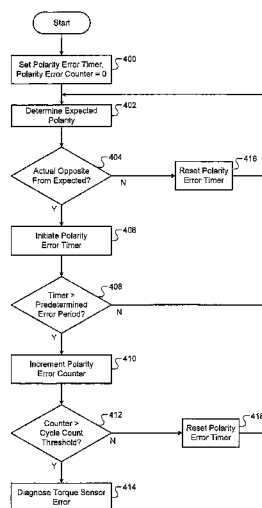 Start
Set Polarity Error Timer,
Polarity Error Counter = 0
400
Determine Expected
Polarity
402
Actual Opposite
From Expected?
404
N
Y
Reset Polarity
Error Timer
416
Initiate Polarity
Error Timer
406
Timer >
Predetermined
Error Period?
408
N
Y
Increment Polarity
Error Counter
410
Counter >
Cycle Count
Threshold?
412
N
Y
Reset Polarity
Error Timer
418
Diagnose Torque Sensor
Error
414